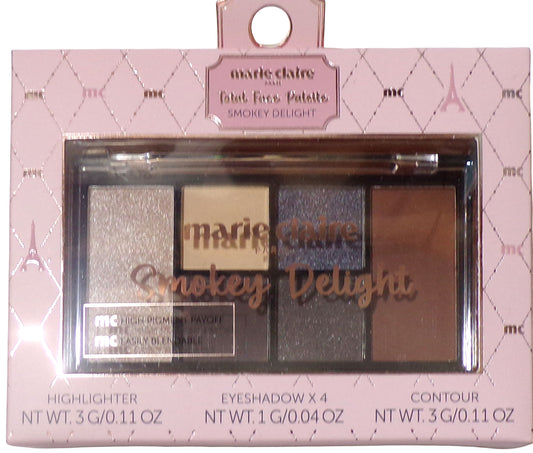 marie claire
PARIS
Total Face Palette
SMOKEY DELIGHT
mc mc mc mc
marie claire
PARIS
Smokey Delight
mc HIGH PIGMENT PAYOFF
mc EASILY BLENDABLE
mc
mc
HIGHLIGHTER EYESHADOW X 4 CONTOUR
NT WT. 3 G/0.11 OZ NT WT. 1 G/0.04 OZ NT WT. 3 G/0.11 OZ